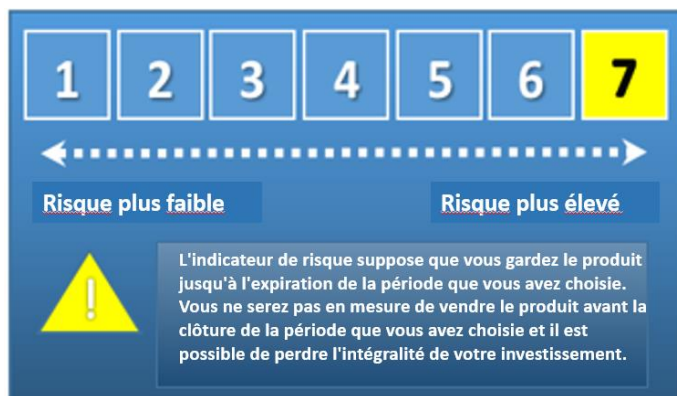 1 2 3 4 5 6 7
Risque plus faible
Risque plus élevé
!
L'indicateur de risque suppose que vous gardez le produit
jusqu'à l'expiration de la période que vous avez choisie.
Vous ne serez pas en mesure de vendre le produit avant la
clôture de la période que vous avez choisie et il est
possible de perdre l'intégralité de votre investissement.